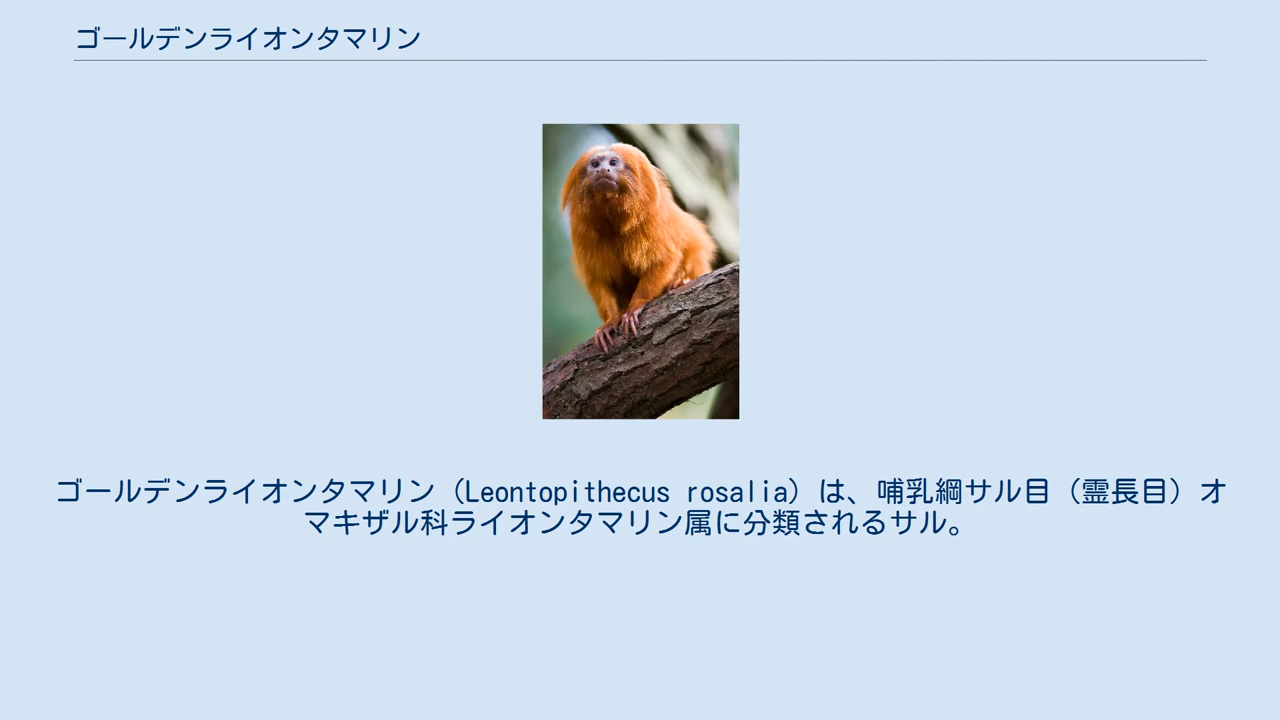 ゴールデンライオンタマリン
ゴールデンライオンタマリン（Leontopithecus rosalia）は、哺乳綱サル目（霊長目）オ
マキザル科ライオンタマリン属に分類されるサル。